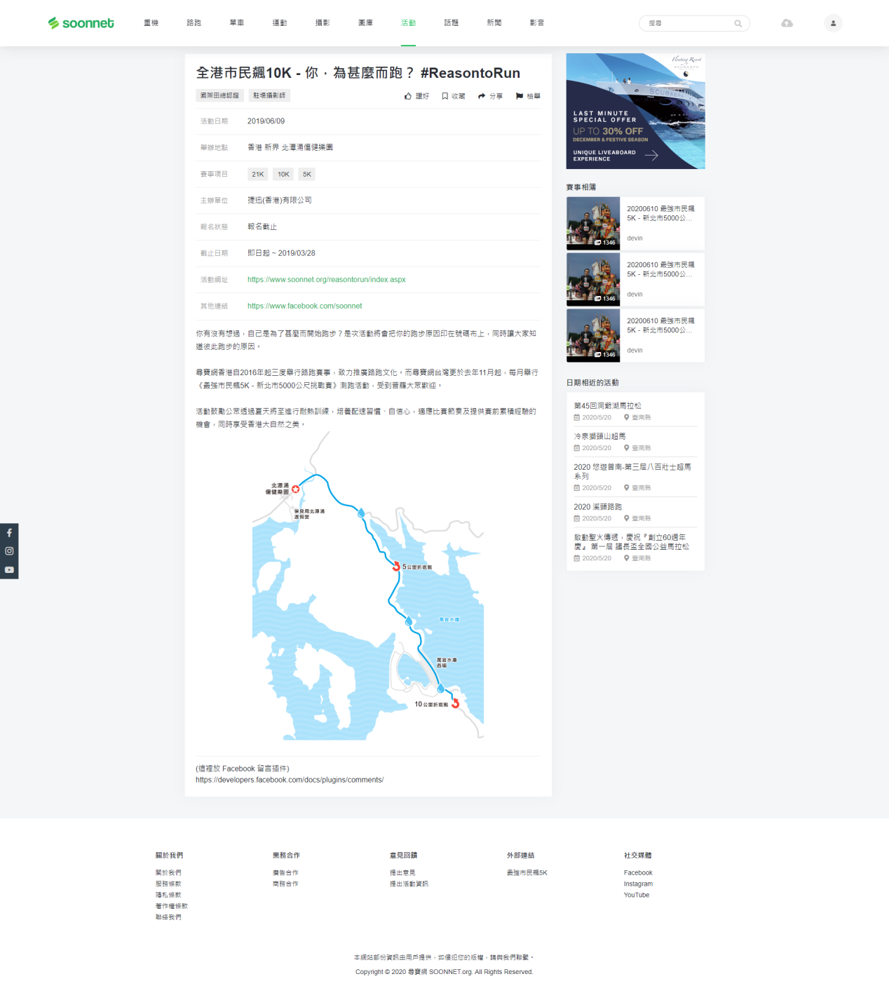 soonnet
重機
路跑
單車
運動
攝影
圖庫
活動
話題
新聞
影音
搜尋
全港市民飆10K - 你，為甚麼而跑？ #ReasontoRun
國際田總認證
駐場攝影師
讚好
收藏
分享
檢舉
活動日期 2019/06/09
舉辦地點 香港 新界 北潭涌傷健樂園
賽事項目 21K 10K 5K
主辦單位 捷迅(香港)有限公司
報名狀態 報名截止
截止日期 即日起 ~ 2019/03/28
活動網址 https://www.soonnet.org/reasontorun/index.aspx
其他連結 https://www.facebook.com/soonnet
你有沒有想過，自己是為了甚麼而開始跑步？是次活動將會把你的跑步原因印在號碼布上，同時讓大家知
道彼此跑步的原因。
尋寶網香港自2016年起三度舉行路跑賽事，致力推廣路跑文化。而尋寶網台灣更於去年11月起，每月舉行
《最強市民飆5K - 新北市5000公尺挑戰賽》測跑活動，受到普羅大眾歡迎。
活動鼓勵公眾透過夏天將至進行耐熱訓練，培養配速習慣、自信心，適應比賽節奏及提供賽前累積經驗的
機會，同時享受香港大自然之美。
北潭涌
傷健樂園
保良局北潭涌
渡假營
5公里折返點
萬宜水庫
萬宜水庫
西壩
10公里折返點
(這裡放 Facebook 留言插件)
https://developers.facebook.com/docs/plugins/comments/
Floating Resort
SCUBASPA
SCUBASPA
LAST MINUTE
SPECIAL OFFER
UP TO 30% OFF
DECEMBER & FESTIVE SEASON
UNIQUE LIVEABOARD
EXPERIENCE
賽事相簿
20200610 最強市民飆
5K - 新北市5000公...
devin
1346
20200610 最強市民飆
5K - 新北市5000公...
devin
1346
20200610 最強市民飆
5K - 新北市5000公...
devin
1346
日期相近的活動
第45回洞爺湖馬拉松
2020/5/20 臺南縣
冷泉獅頭山超馬
2020/5/20 臺南縣
2020 悠遊普南-第三屆八百壯士超馬
系列
2020/5/20 臺南縣
2020 溪頭路跑
2020/5/20 臺南縣
啟動聖火傳遞，慶祝『創立60週年
慶』 第一屆 議長盃全國公益馬拉松
2020/5/20 臺南縣
關於我們
關於我們
服務條款
隱私條款
著作權條款
聯絡我們
業務合作
廣告合作
商務合作
意見回饋
提出意見
提出活動資訊
外部連結
最強市民飆5K
社交媒體
Facebook
Instagram
YouTube
本網站部份資訊由用戶提供，如侵犯您的版權，請與我們聯繫。
Copyright © 2020 尋寶網 SOONNET.org. All Rights Reserved.